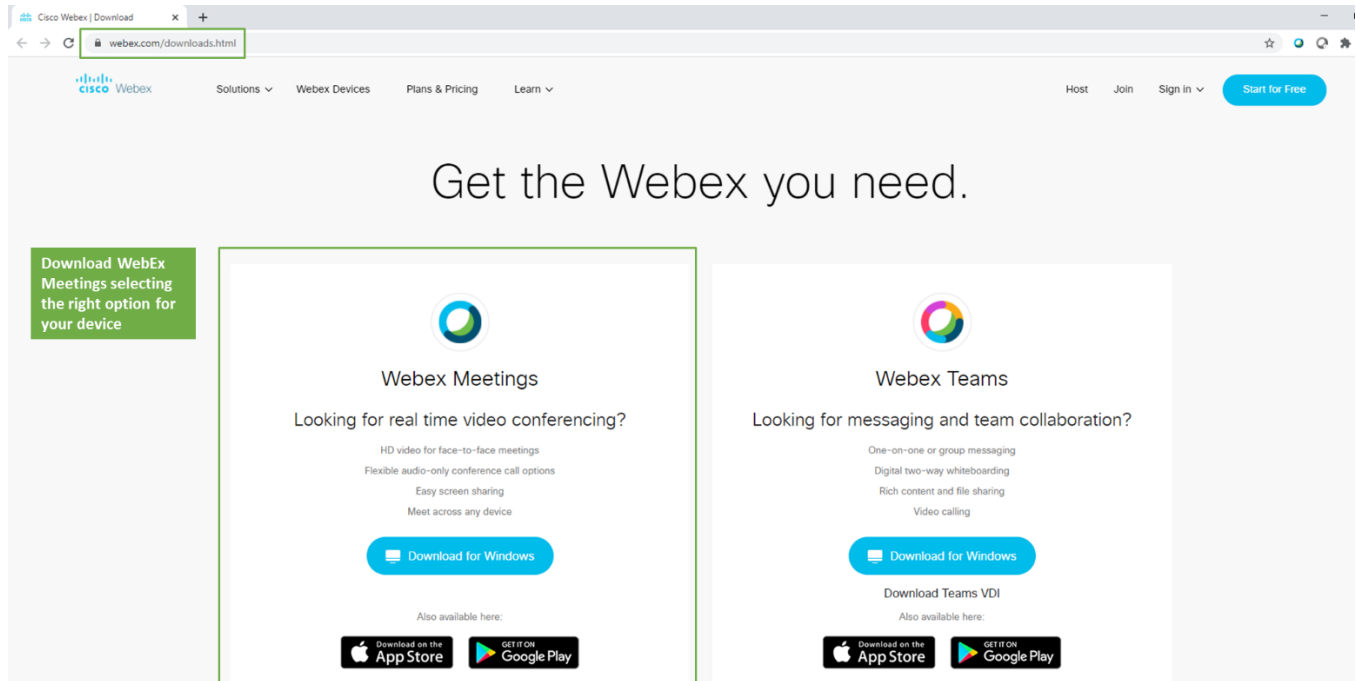 Cisco Webex | Download
webex.com/downloads.html
CISCO Webex
Solutions
Webex Devices
Plans & Pricing
Learn
Host
Join
Sign in
Start for Free
Get the Webex you need.
Download WebEx
Meetings selecting
the right option for
your device
Webex Meetings
Looking for real time video conferencing?
HD video for face-to-face meetings
Flexible audio-only conference call options
Easy screen sharing
Meet across any device
Download for Windows
Also available here:
Download on the
App Store
GET IT ON
Google Play
Webex Teams
Looking for messaging and team collaboration?
One-on-one or group messaging
Digital two-way whiteboarding
Rich content and file sharing
Video calling
Download for Windows
Download Teams VDI
Also available here:
Download on the
App Store
GET IT ON
Google Play